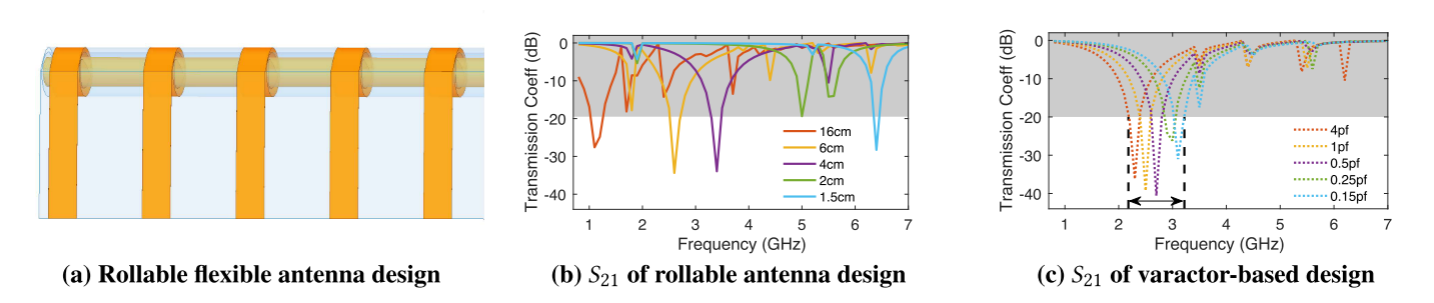 Transmission Coeff (dB)
0
-10
-20
-30
-40
16cm
6cm
4cm
2cm
1.5cm
1 2 3 4 5 6 7
Frequency (GHz)
Transmission Coeff (dB)
0
-10
-20
-30
-40
4pf
1pf
0.5pf
0.25pf
0.15pf
1 2 3 4 5 6 7
Frequency (GHz)
(a) Rollable flexible antenna design
(b) S₂₁ of rollable antenna design
(c) S₂₁ of varactor-based design